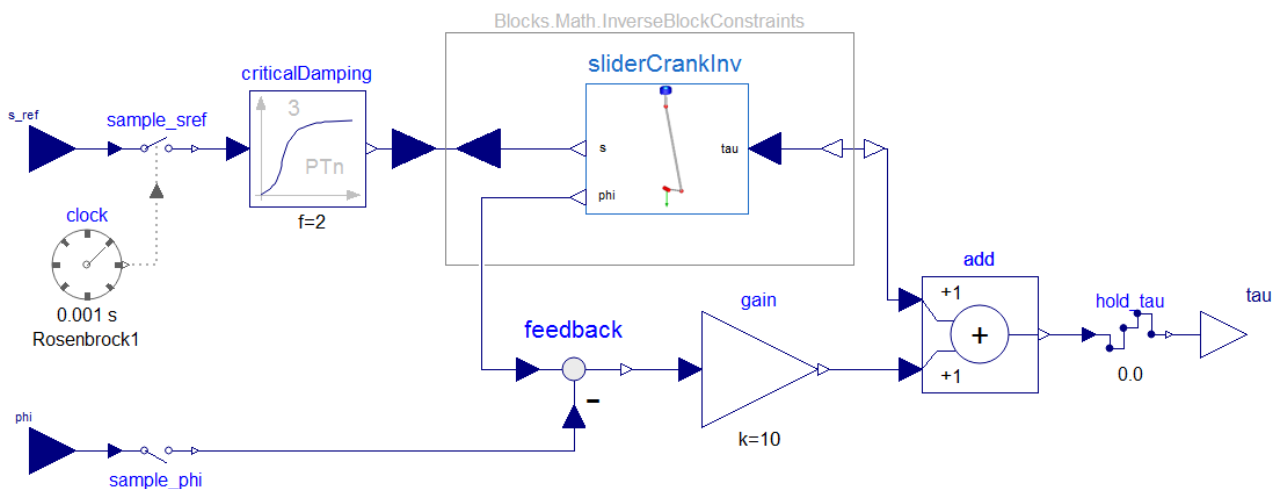 Blocks.Math.InverseBlockConstraints
sliderCrankInv
criticalDamping
s_ref
sample_sref
3
PTn
s
tau
phi
f=2
clock
0.001 s
Rosenbrock1
add
+1
+
+1
gain
hold_tau
tau
feedback
-
k=10
0.0
phi
sample_phi